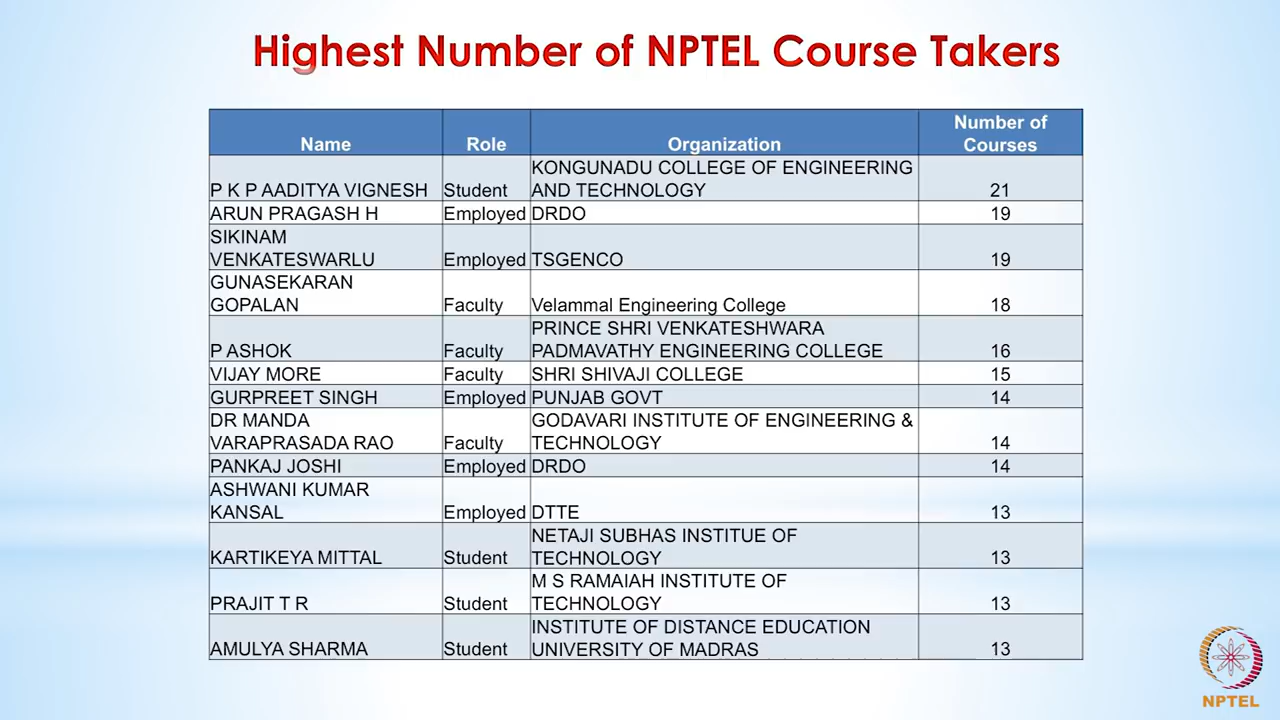 Highest Number of NPTEL Course Takers
Name Role Organization Number of Courses
P K P AADITYA VIGNESH Student KONGUNADU COLLEGE OF ENGINEERING AND TECHNOLOGY 21
ARUN PRAGASH H Employed DRDO 19
SIKINAM VENKATESWARLU Employed TSGENCO 19
GUNASEKARAN GOPALAN Faculty Velammal Engineering College 18
P ASHOK Faculty PRINCE SHRI VENKATESHWARA PADMAVATHY ENGINEERING COLLEGE 16
VIJAY MORE Faculty SHRI SHIVAJI COLLEGE 15
GURPREET SINGH Employed PUNJAB GOVT 14
DR MANDA VARAPRASADA RAO Faculty GODAVARI INSTITUTE OF ENGINEERING & TECHNOLOGY 14
PANKAJ JOSHI Employed DRDO 14
ASHWANI KUMAR KANSAL Employed DTTE 13
KARTIKEYA MITTAL Student NETAJI SUBHAS INSTITUE OF TECHNOLOGY 13
PRAJIT T R Student M S RAMAIAH INSTITUTE OF TECHNOLOGY 13
AMULYA SHARMA Student INSTITUTE OF DISTANCE EDUCATION UNIVERSITY OF MADRAS 13
NPTEL